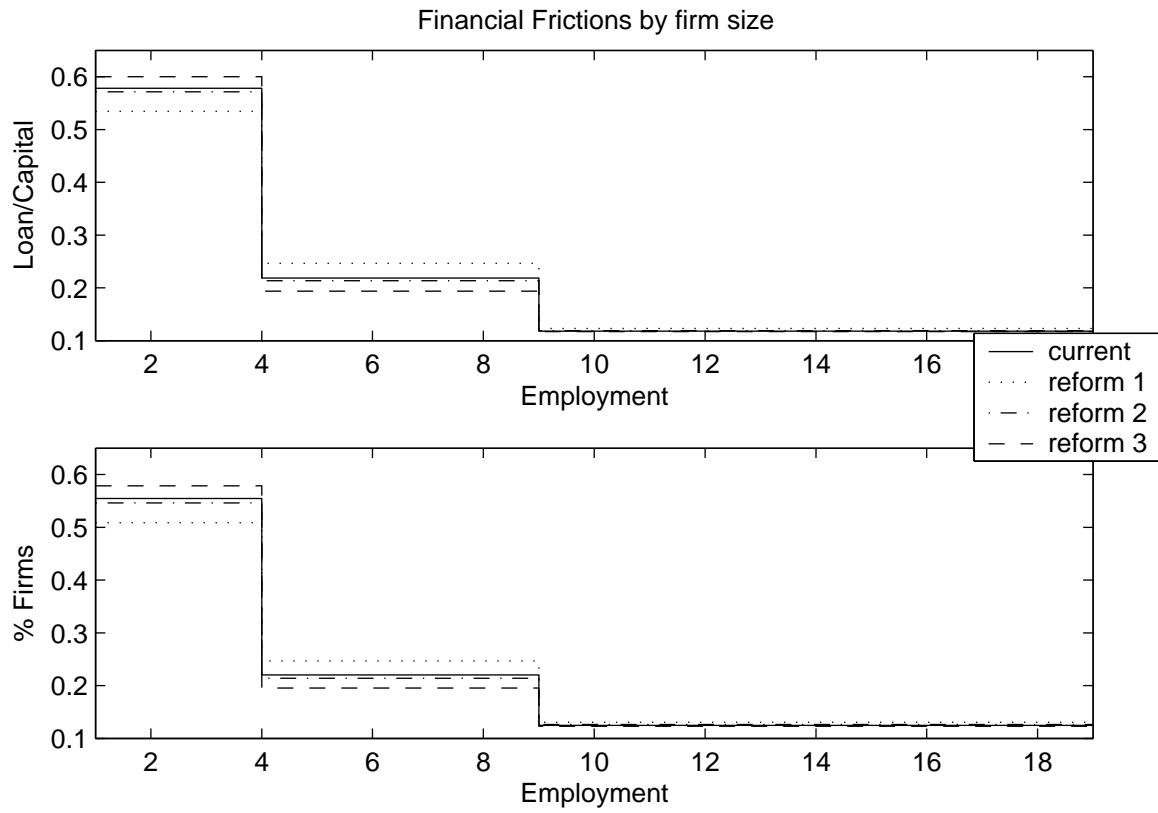 Financial Frictions by firm size
0.6
0.5
0.4
0.3
0.2
0.1
Loan/Capital
2 4 6 8 10 12 14 16
Employment
current
reform 1
reform 2
reform 3
0.6
0.5
0.4
0.3
0.2
0.1
% Firms
2 4 6 8 10 12 14 16 18
Employment